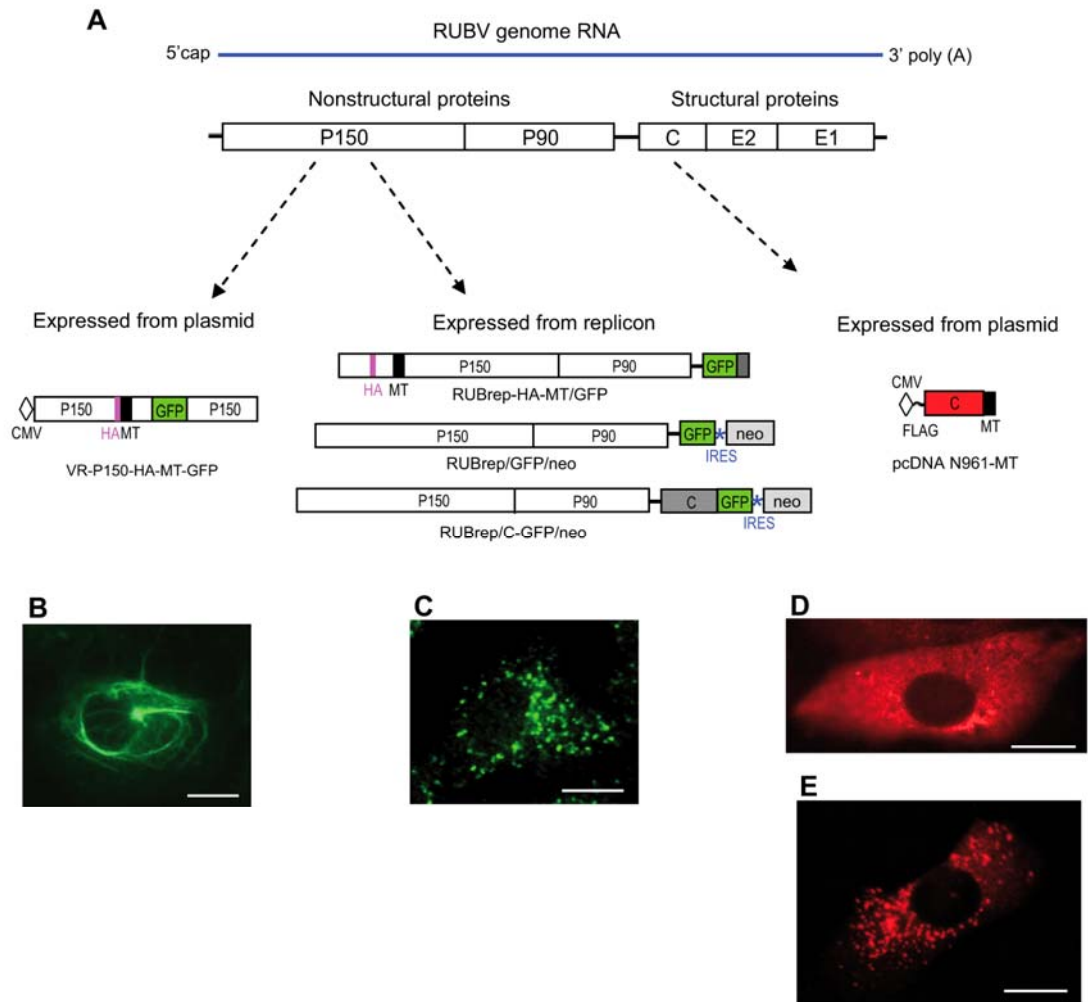 A
RUBV genome RNA
5'cap
3' poly (A)
Nonstructural proteins
Structural proteins
P150
P90
C
E2
E1
Expressed from plasmid
Expressed from replicon
Expressed from plasmid
P150
GFP
P150
CMV
HAMT
VR-P150-HA-MT-GFP
P150
P90
GFP
HA
MT
RUBrep-HA-MT/GFP
P150
P90
GFP
*
neo
IRES
RUBrep/GFP/neo
P150
P90
C
GFP
*
neo
IRES
RUBrep/C-GFP/neo
CMV
C
FLAG
MT
pcDNA N961-MT
B
C
D
E